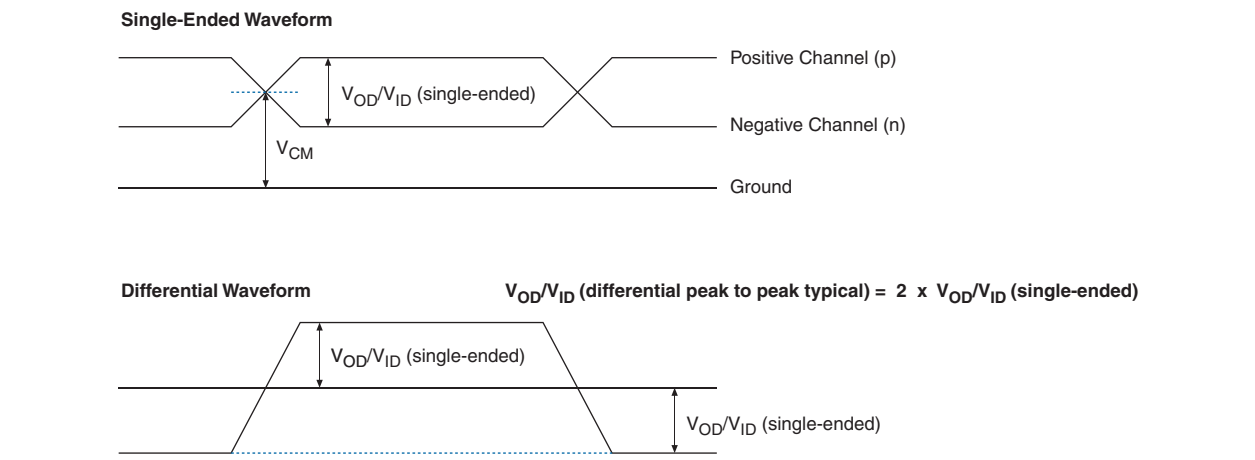 Single-Ended Waveform
Positive Channel (p)
VOD/VID (single-ended)
Negative Channel (n)
VCM
Ground
Differential Waveform
VOD/VID (differential peak to peak typical) = 2 x VOD/VID (single-ended)
VOD/VID (single-ended)
VOD/VID (single-ended)